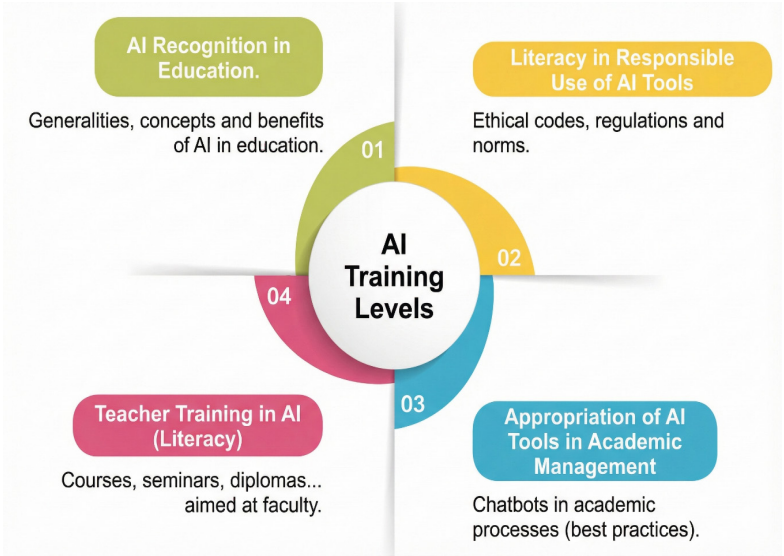 AI Recognition in
Education.
Generalities, concepts and benefits
of AI in education.
01
Literacy in Responsible
Use of AI Tools
Ethical codes, regulations and
norms.
02
AI
Training
Levels
04
Teacher Training in AI
(Literacy)
Courses, seminars, diplomas...
aimed at faculty.
03
Appropriation of AI
Tools in Academic
Management
Chatbots in academic
processes (best practices).